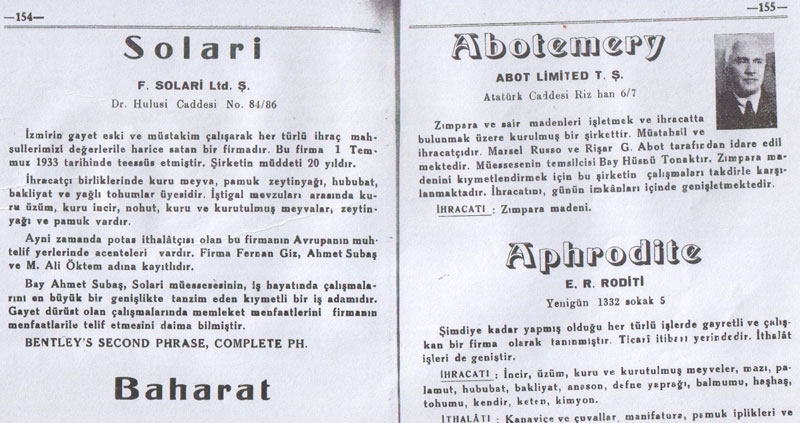 —154—
Solari
F. SOLARI Ltd. Ş.
Dr. Hulusi Caddesi No. 84/86
İzmirin gayet eski ve müstakim çalışarak her türlü ihraç mah-
sullerimizi değerlerile harice satan bir firmadır. Bu firma 1 Tem-
muz 1933 tarihinde teessüs etmiştir. Şirketin müddeti 20 yıldır.
İhracatçı birliklerinde kuru meyva, pamuk zeytinyağı, hububat,
bakliyat ve yağlı tohumlar üyesidir. İştigal mevzuları arasında ku-
ru üzüm, kuru incir, nohut, kuru ve kurutulmuş meyvalar, zeytin-
yağı ve pamuk vardır.
Ayni zamanda potas ithalâtçısı olan bu firmanın Avrupanın muh-
telif yerlerinde acenteleri vardır. Firma Fernan Giz, Ahmet Subaş
ve M. Ali Öktem adına kayıtlıdır.
Bay Ahmet Subaş, Solari müessesesinin, iş bayatında çalışmala-
rını en büyük bir genişlikte tanzim eden kıymetli bir iş adamıdır.
Gayet dürüst olan çalışmalarında memleket menfaatlerini firmanın
menfaatlarile telif etmesini daima bilmiştir.
BENTLEY'S SECOND PHRASE, COMPLETE PH.
Baharat
—155—
Abotemery
ABOT LİMİTED T. Ş.
Atatürk Caddesi Riz han 6/7
Zımpara ve sair madenleri işletmek ve ihracatta
bulunmak üzere kurulmuş bir şirkettir. Müstahsil ve
ihracatçıdır. Marsel Russo ve Rişar G. Abot tarafından idare edil
mektedir. Müessesenin temsilcisi Bay Hüsnü Tonaktır. Zımpara ma-
denini kıymetlendirmek için bu şirketin çalışmaları takdirle karşı-
lanmaktadır. İhracatını, günün imkânları içinde genişletmektedir.
İHRACATI : Zımpara madeni.
Aphrodite
E. R. RODİTİ
Yenigün 1332 sokak 5
Şimdiye kadar yapmış olduğu her türlü işlerde gayretli ve çalış-
kan bir firma olarak tanınmıştır. Ticarî itibarı yerindedir. İthalât
işleri de geniştir.
İHRACATI : İncir, üzüm, kuru ve kurutulmuş meyveler, mazı, pa-
lamut, hububat, bakliyat, anason, defne yaprağı, balmumu, haşhaş,
tohumu, kendir, keten, kimyon.
İTHALÂTI : Kanaviçe ve çuvallar, manifatura, pamuk iplikleri ve